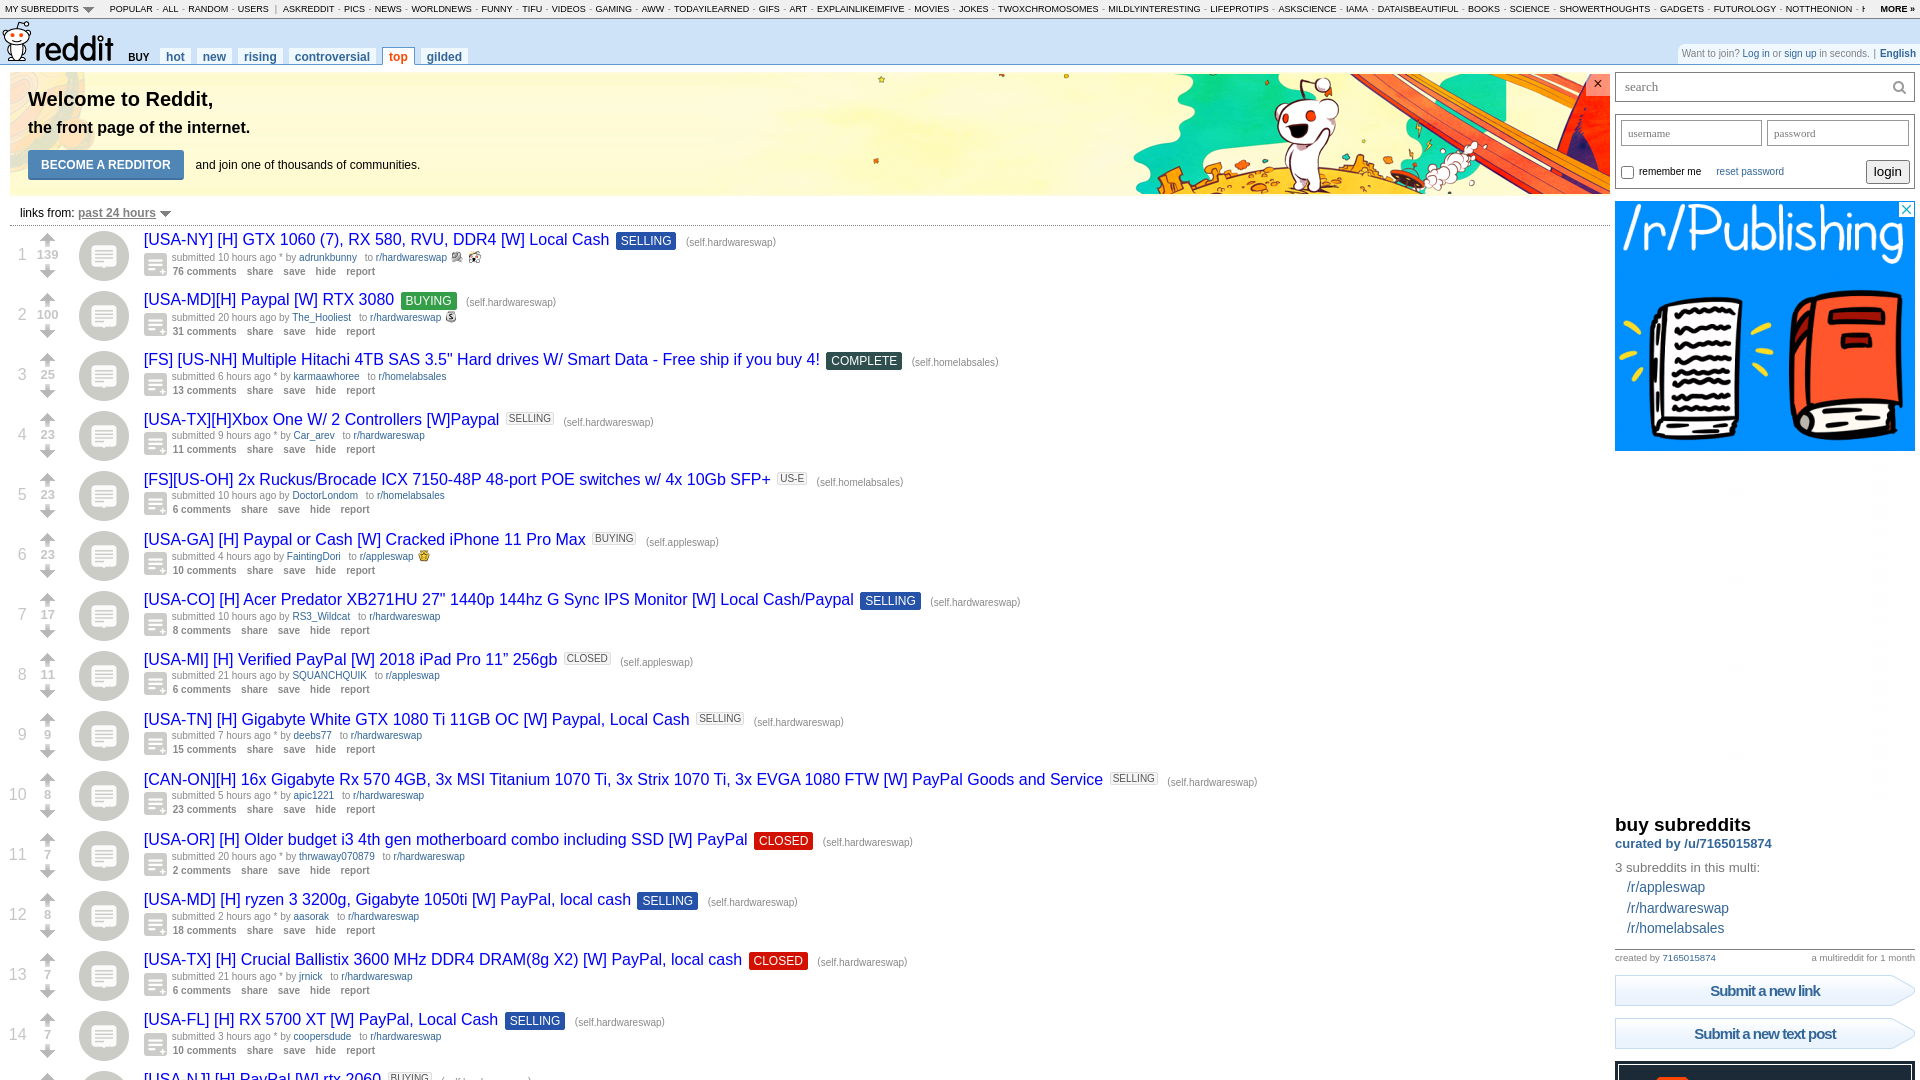 MY SUBREDDITS POPULAR - ALL - RANDOM - USERS | ASKREDDIT - PICS - NEWS - WORLDNEWS - FUNNY - TIFU - VIDEOS - GAMING - AWW - TODAYILEARNED - GIFS - ART - EXPLAINLIKEIMFIVE - MOVIES - JOKES - TWOXCHROMOSOMES - MILDLYINTERESTING - LIFEPROTIPS - ASKSCIENCE - IAMA - DATAISBEAUTIFUL - BOOKS - SCIENCE - SHOWERTHOUGHTS - GADGETS - FUTUROLOGY - NOTTHEONION - MORE »
reddit BUY hot new rising controversial top gilded
Want to join? Log in or sign up in seconds. | English
Welcome to Reddit,
the front page of the internet.
BECOME A REDDITOR and join one of thousands of communities.
×
search
username password
remember me reset password login
/r/Publishing
links from: past 24 hours
1 139 [USA-NY] [H] GTX 1060 (7), RX 580, RVU, DDR4 [W] Local Cash SELLING (self.hardwareswap)
submitted 10 hours ago * by adrunkbunny to r/hardwareswap
76 comments share save hide report
2 100 [USA-MD][H] Paypal [W] RTX 3080 BUYING (self.hardwareswap)
submitted 20 hours ago by The_Hooliest to r/hardwareswap
31 comments share save hide report
3 25 [FS] [US-NH] Multiple Hitachi 4TB SAS 3.5" Hard drives W/ Smart Data - Free ship if you buy 4! COMPLETE (self.homelabsales)
submitted 6 hours ago * by karmaawhoree to r/homelabsales
13 comments share save hide report
4 23 [USA-TX][H]Xbox One W/ 2 Controllers [W]Paypal SELLING (self.hardwareswap)
submitted 9 hours ago * by Car_arev to r/hardwareswap
11 comments share save hide report
5 23 [FS][US-OH] 2x Ruckus/Brocade ICX 7150-48P 48-port POE switches w/ 4x 10Gb SFP+ US-E (self.homelabsales)
submitted 10 hours ago by DoctorLondom to r/homelabsales
6 comments share save hide report
6 23 [USA-GA] [H] Paypal or Cash [W] Cracked iPhone 11 Pro Max BUYING (self.appleswap)
submitted 4 hours ago by FaintingDori to r/appleswap
10 comments share save hide report
7 17 [USA-CO] [H] Acer Predator XB271HU 27" 1440p 144hz G Sync IPS Monitor [W] Local Cash/Paypal SELLING (self.hardwareswap)
submitted 10 hours ago by RS3_Wildcat to r/hardwareswap
8 comments share save hide report
8 11 [USA-MI] [H] Verified PayPal [W] 2018 iPad Pro 11” 256gb CLOSED (self.appleswap)
submitted 21 hours ago by SQUANCHQUIK to r/appleswap
6 comments share save hide report
9 9 [USA-TN] [H] Gigabyte White GTX 1080 Ti 11GB OC [W] Paypal, Local Cash SELLING (self.hardwareswap)
submitted 7 hours ago * by deebs77 to r/hardwareswap
15 comments share save hide report
10 8 [CAN-ON][H] 16x Gigabyte Rx 570 4GB, 3x MSI Titanium 1070 Ti, 3x Strix 1070 Ti, 3x EVGA 1080 FTW [W] PayPal Goods and Service SELLING (self.hardwareswap)
submitted 5 hours ago * by apic1221 to r/hardwareswap
23 comments share save hide report
11 7 [USA-OR] [H] Older budget i3 4th gen motherboard combo including SSD [W] PayPal CLOSED (self.hardwareswap)
submitted 20 hours ago * by thrwaway070879 to r/hardwareswap
2 comments share save hide report
12 8 [USA-MD] [H] ryzen 3 3200g, Gigabyte 1050ti [W] PayPal, local cash SELLING (self.hardwareswap)
submitted 2 hours ago * by aasorak to r/hardwareswap
18 comments share save hide report
13 7 [USA-TX] [H] Crucial Ballistix 3600 MHz DDR4 DRAM(8g X2) [W] PayPal, local cash CLOSED (self.hardwareswap)
submitted 21 hours ago * by jrnick to r/hardwareswap
6 comments share save hide report
14 7 [USA-FL] [H] RX 5700 XT [W] PayPal, Local Cash SELLING (self.hardwareswap)
submitted 3 hours ago * by coopersdude to r/hardwareswap
10 comments share save hide report
[USA-NJ] [H] PayPal [W] rtx 2060 BUYING
buy subreddits
curated by /u/7165015874
3 subreddits in this multi:
/r/appleswap
/r/hardwareswap
/r/homelabsales
created by 7165015874 a multireddit for 1 month
Submit a new link
Submit a new text post